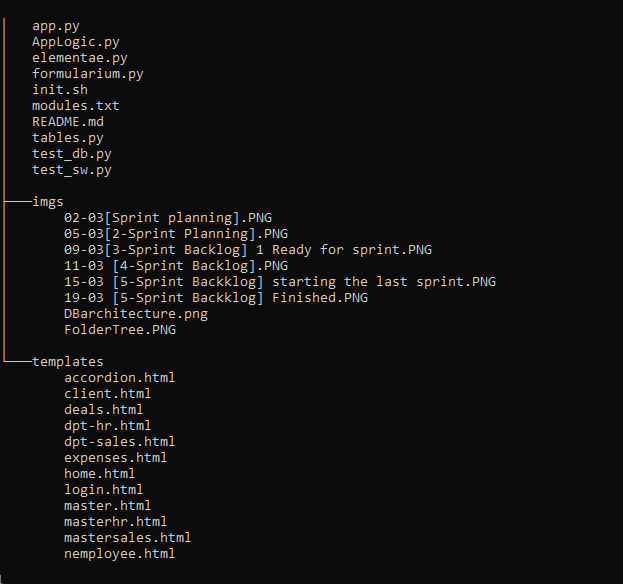 app.py
AppLogic.py
elementae.py
formularium.py
init.sh
modules.txt
README.md
tables.py
test_db.py
test_sw.py
imgs
02-03[Sprint planning].PNG
05-03[2-Sprint Planning].PNG
09-03[3-Sprint Backlog] 1 Ready for sprint.PNG
11-03 [4-Sprint Backlog].PNG
15-03 [5-Sprint Backklog] starting the last sprint.PNG
19-03 [5-Sprint Backklog] Finished.PNG
DBarchitecture.png
FolderTree.PNG
templates
accordion.html
client.html
deals.html
dpt-hr.html
dpt-sales.html
expenses.html
home.html
login.html
master.html
masterhr.html
mastersales.html
nemployee.html